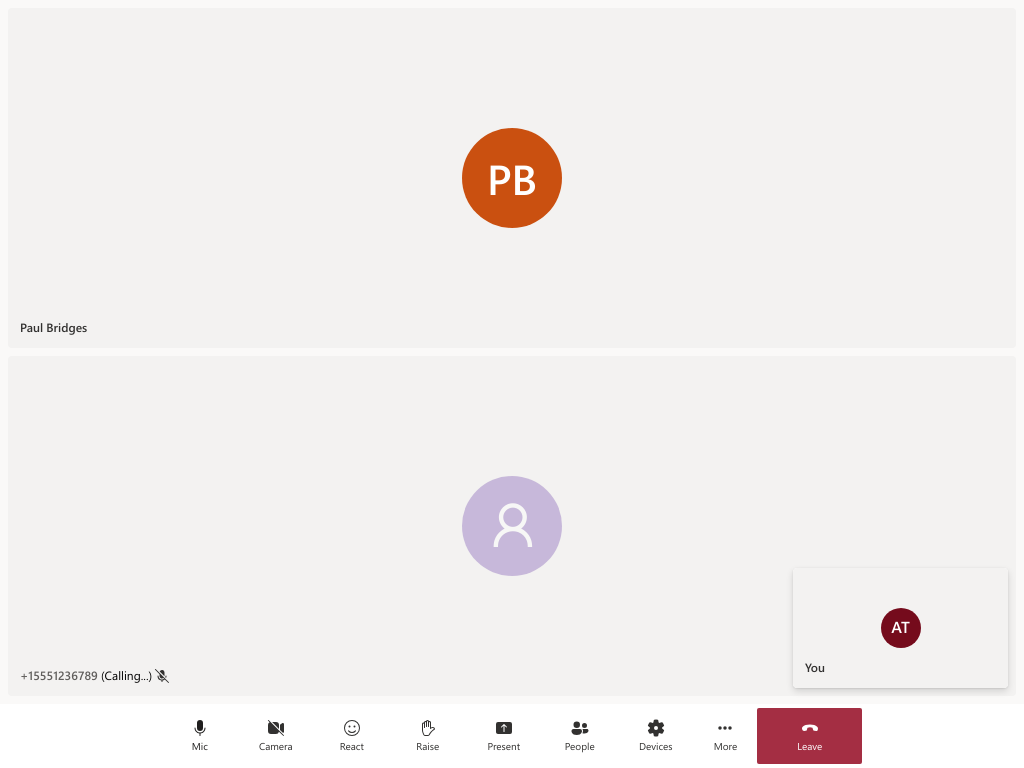 PB
Paul Bridges
+15551236789 (Calling...)
AT
You
Mic
Camera
React
Raise
Present
People
Devices
More
Leave